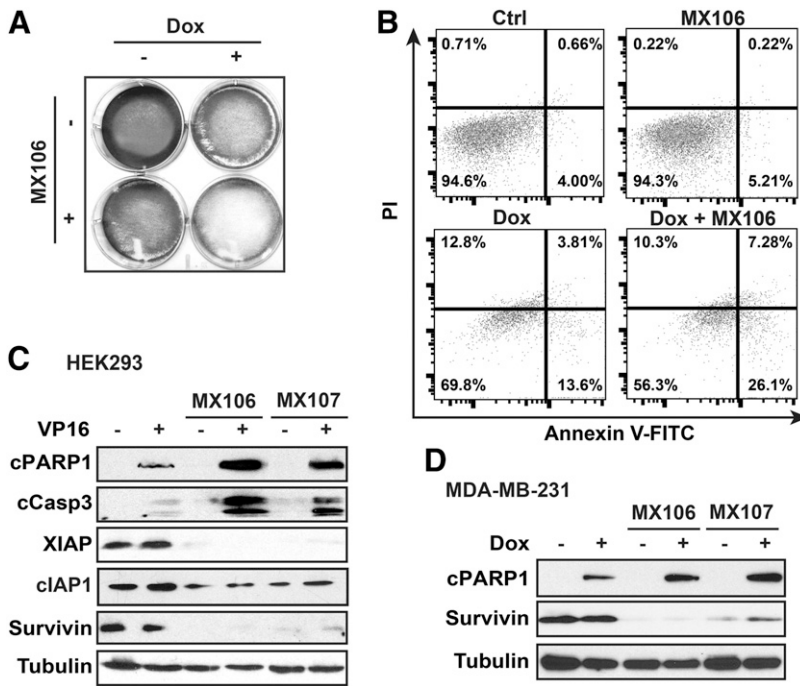 A
Dox
- +
MX106
-
+
B
Ctrl MX106
0.71% 0.66% 0.22% 0.22%
94.6% 4.00% 94.3% 5.21%
PI
Dox Dox + MX106
12.8% 3.81% 10.3% 7.28%
69.8% 13.6% 56.3% 26.1%
Annexin V-FITC
C
HEK293
MX106 MX107
VP16 - + - + - +
cPARP1
cCasp3
XIAP
cIAP1
Survivin
Tubulin
D
MDA-MB-231
MX106 MX107
Dox - + - + - +
cPARP1
Survivin
Tubulin